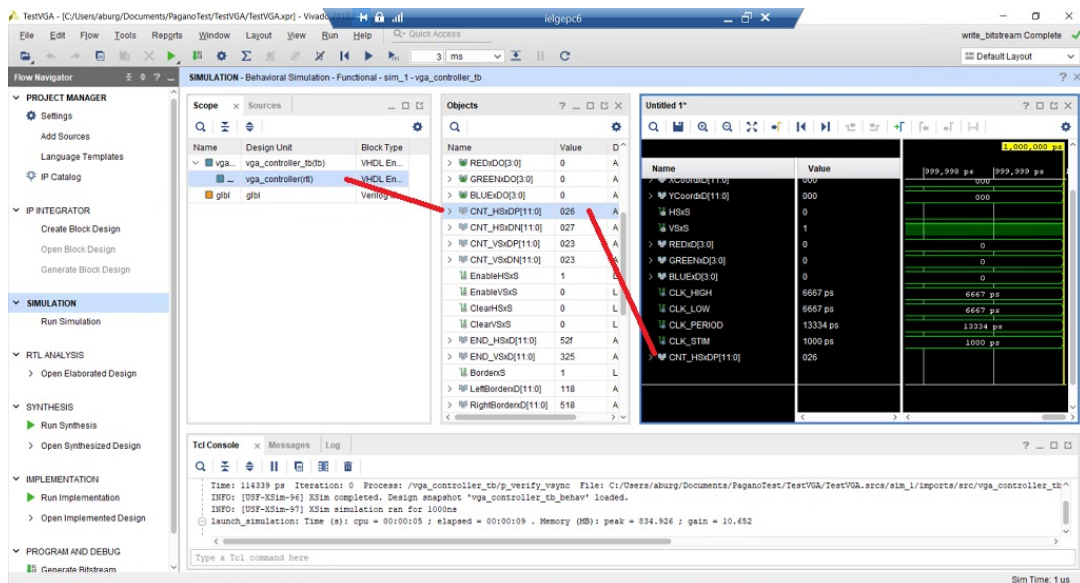 TestVGA - [C:/Users/aburg/Documents/PaganoTest/TestVGA/TestVGA.xpr] - Vivado
ielgepc6
File Edit Flow Tools Reports Window Layout View Run Help Quick Access
write_bitstream Complete
3 ms
Default Layout
Flow Navigator
SIMULATION - Behavioral Simulation - Functional - sim_1 - vga_controller_tb
PROJECT MANAGER
Settings
Add Sources
Language Templates
IP Catalog
IP INTEGRATOR
Create Block Design
Open Block Design
Generate Block Design
SIMULATION
Run Simulation
RTL ANALYSIS
Open Elaborated Design
SYNTHESIS
Run Synthesis
Open Synthesized Design
IMPLEMENTATION
Run Implementation
Open Implemented Design
PROGRAM AND DEBUG
Generate Bitstream
Scope Sources
Name Design Unit Block Type
vga... vga_controller_tb(tb) VHDL En...
... vga_controller(rtl) VHDL En...
glbl glbl
Objects
Name Value
REDxDO[3:0] 0 A
GREENxDO[3:0] 0 A
BLUExDO[3:0] 0 A
CNT_HSxDP[11:0] 026 A
CNT_HSxDN[11:0] 027 A
CNT_VSxDP[11:0] 023 A
CNT_VSxDN[11:0] 023 A
EnableHSxS 1 L
EnableVSxS 0 L
ClearHSxS 0 L
ClearVSxS 0 L
END_HSxD[11:0] 52f A
END_VSxD[11:0] 325 A
BorderxS 1 L
LeftBorderxD[11:0] 118 A
RightBorderxD[11:0] 518 A
Untitled 1*
1,000,000 ps
Name Value 999,998 ps 999,999 ps
XCoordxD[11:0] 000 000
YCoordxD[11:0] 000 000
HSxS 0
VSxS 1
REDxD[3:0] 0 0
GREENxD[3:0] 0 0
BLUExD[3:0] 0 0
CLK_HIGH 6667 ps 6667 ps
CLK_LOW 6667 ps 6667 ps
CLK_PERIOD 13334 ps 13334 ps
CLK_STIM 1000 ps 1000 ps
CNT_HSxDP[11:0] 026
Tcl Console Messages Log
Time: 114339 ps Iteration: 0 Process: /vga_controller_tb/p_verify_vsync File: C:/Users/aburg/Documents/PaganoTest/TestVGA/TestVGA.srcs/sim_1/imports/src/vga_controller_tb
INFO: [USF-XSim-96] XSim completed. Design snapshot 'vga_controller_tb_behav' loaded.
INFO: [USF-XSim-97] XSim simulation ran for 1000ns
launch_simulation: Time (s): cpu = 00:00:05 ; elapsed = 00:00:09 . Memory (MB): peak = 834.926 ; gain = 10.652
Type a Tcl command here
Sim Time: 1 us